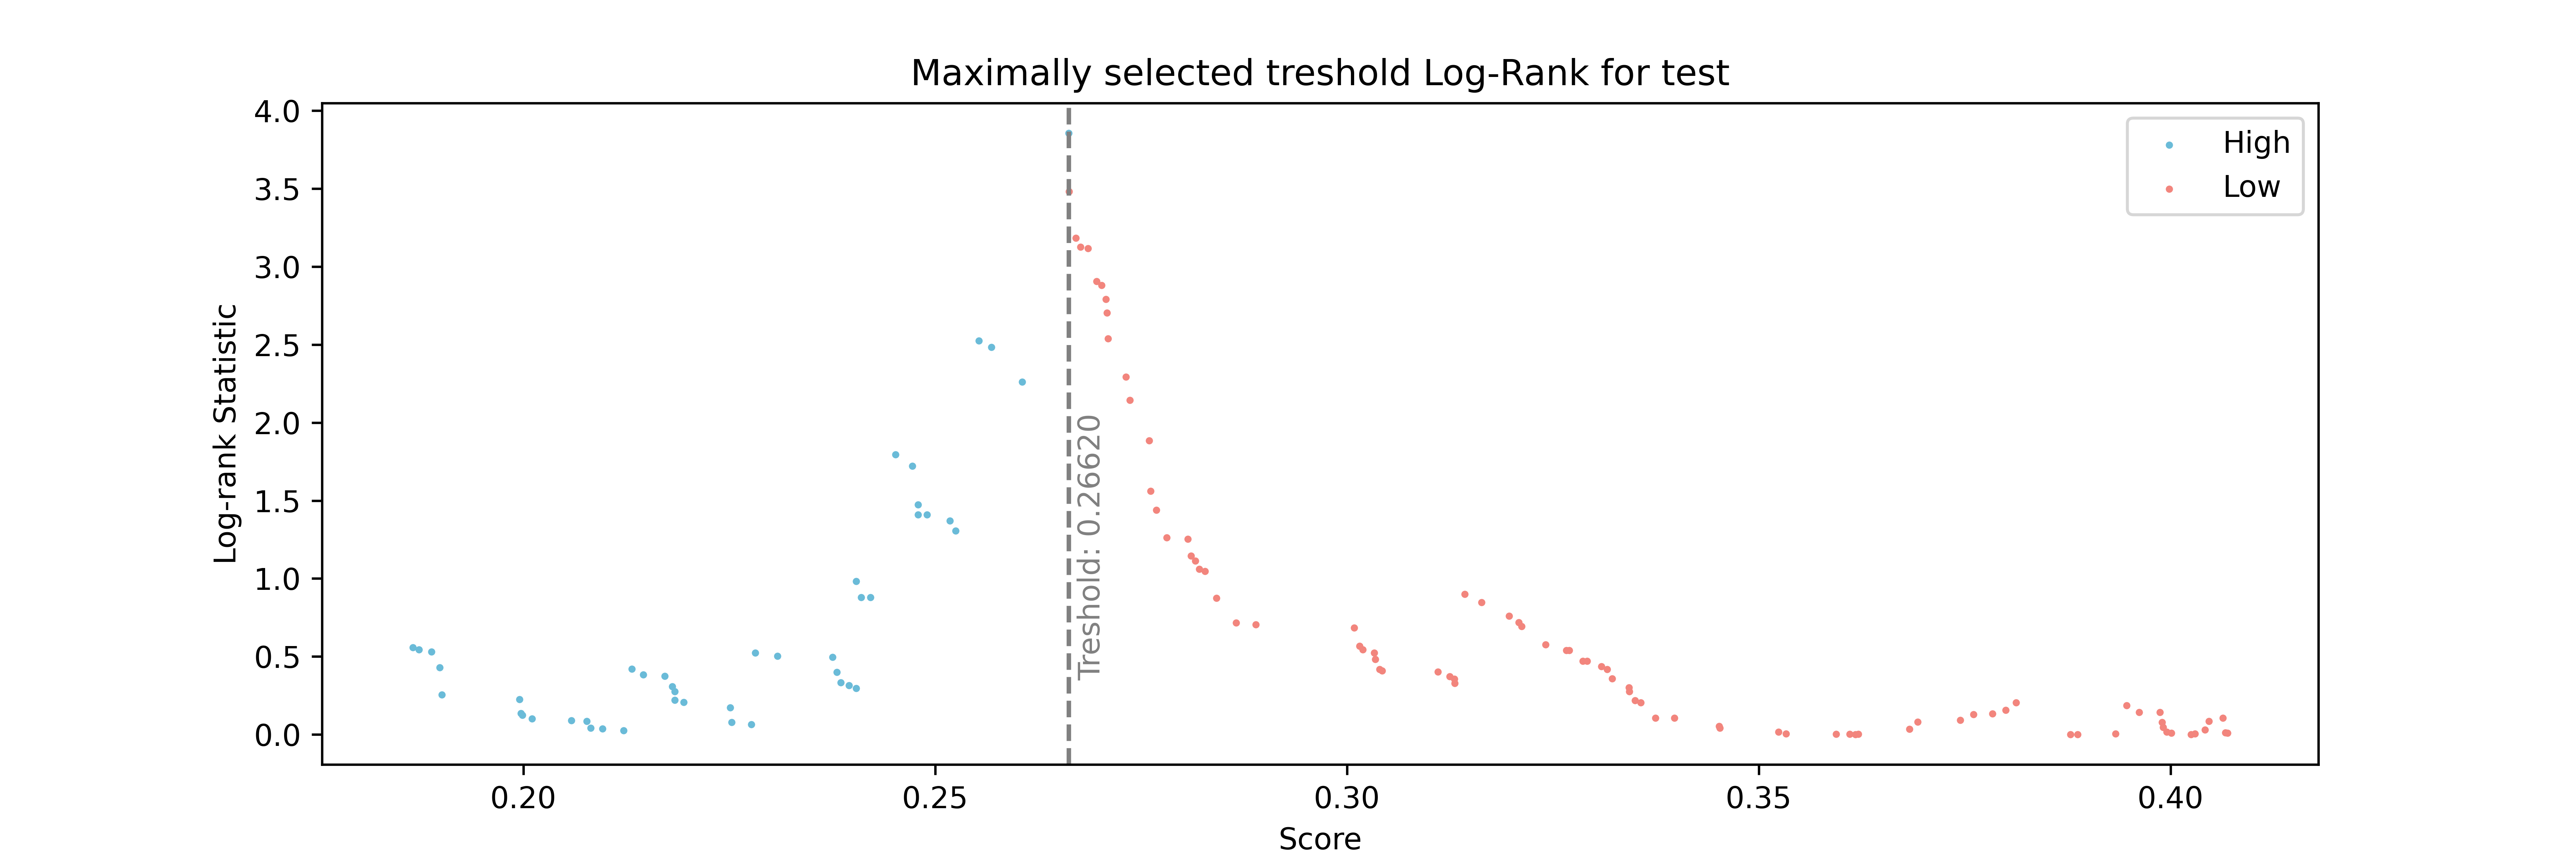 Maximally selected treshold Log-Rank for test
4.0
3.5
3.0
2.5
2.0
1.5
1.0
0.5
0.0
Log-rank Statistic
High
Low
Treshold: 0.26620
0.20
0.25
0.30
0.35
0.40
Score